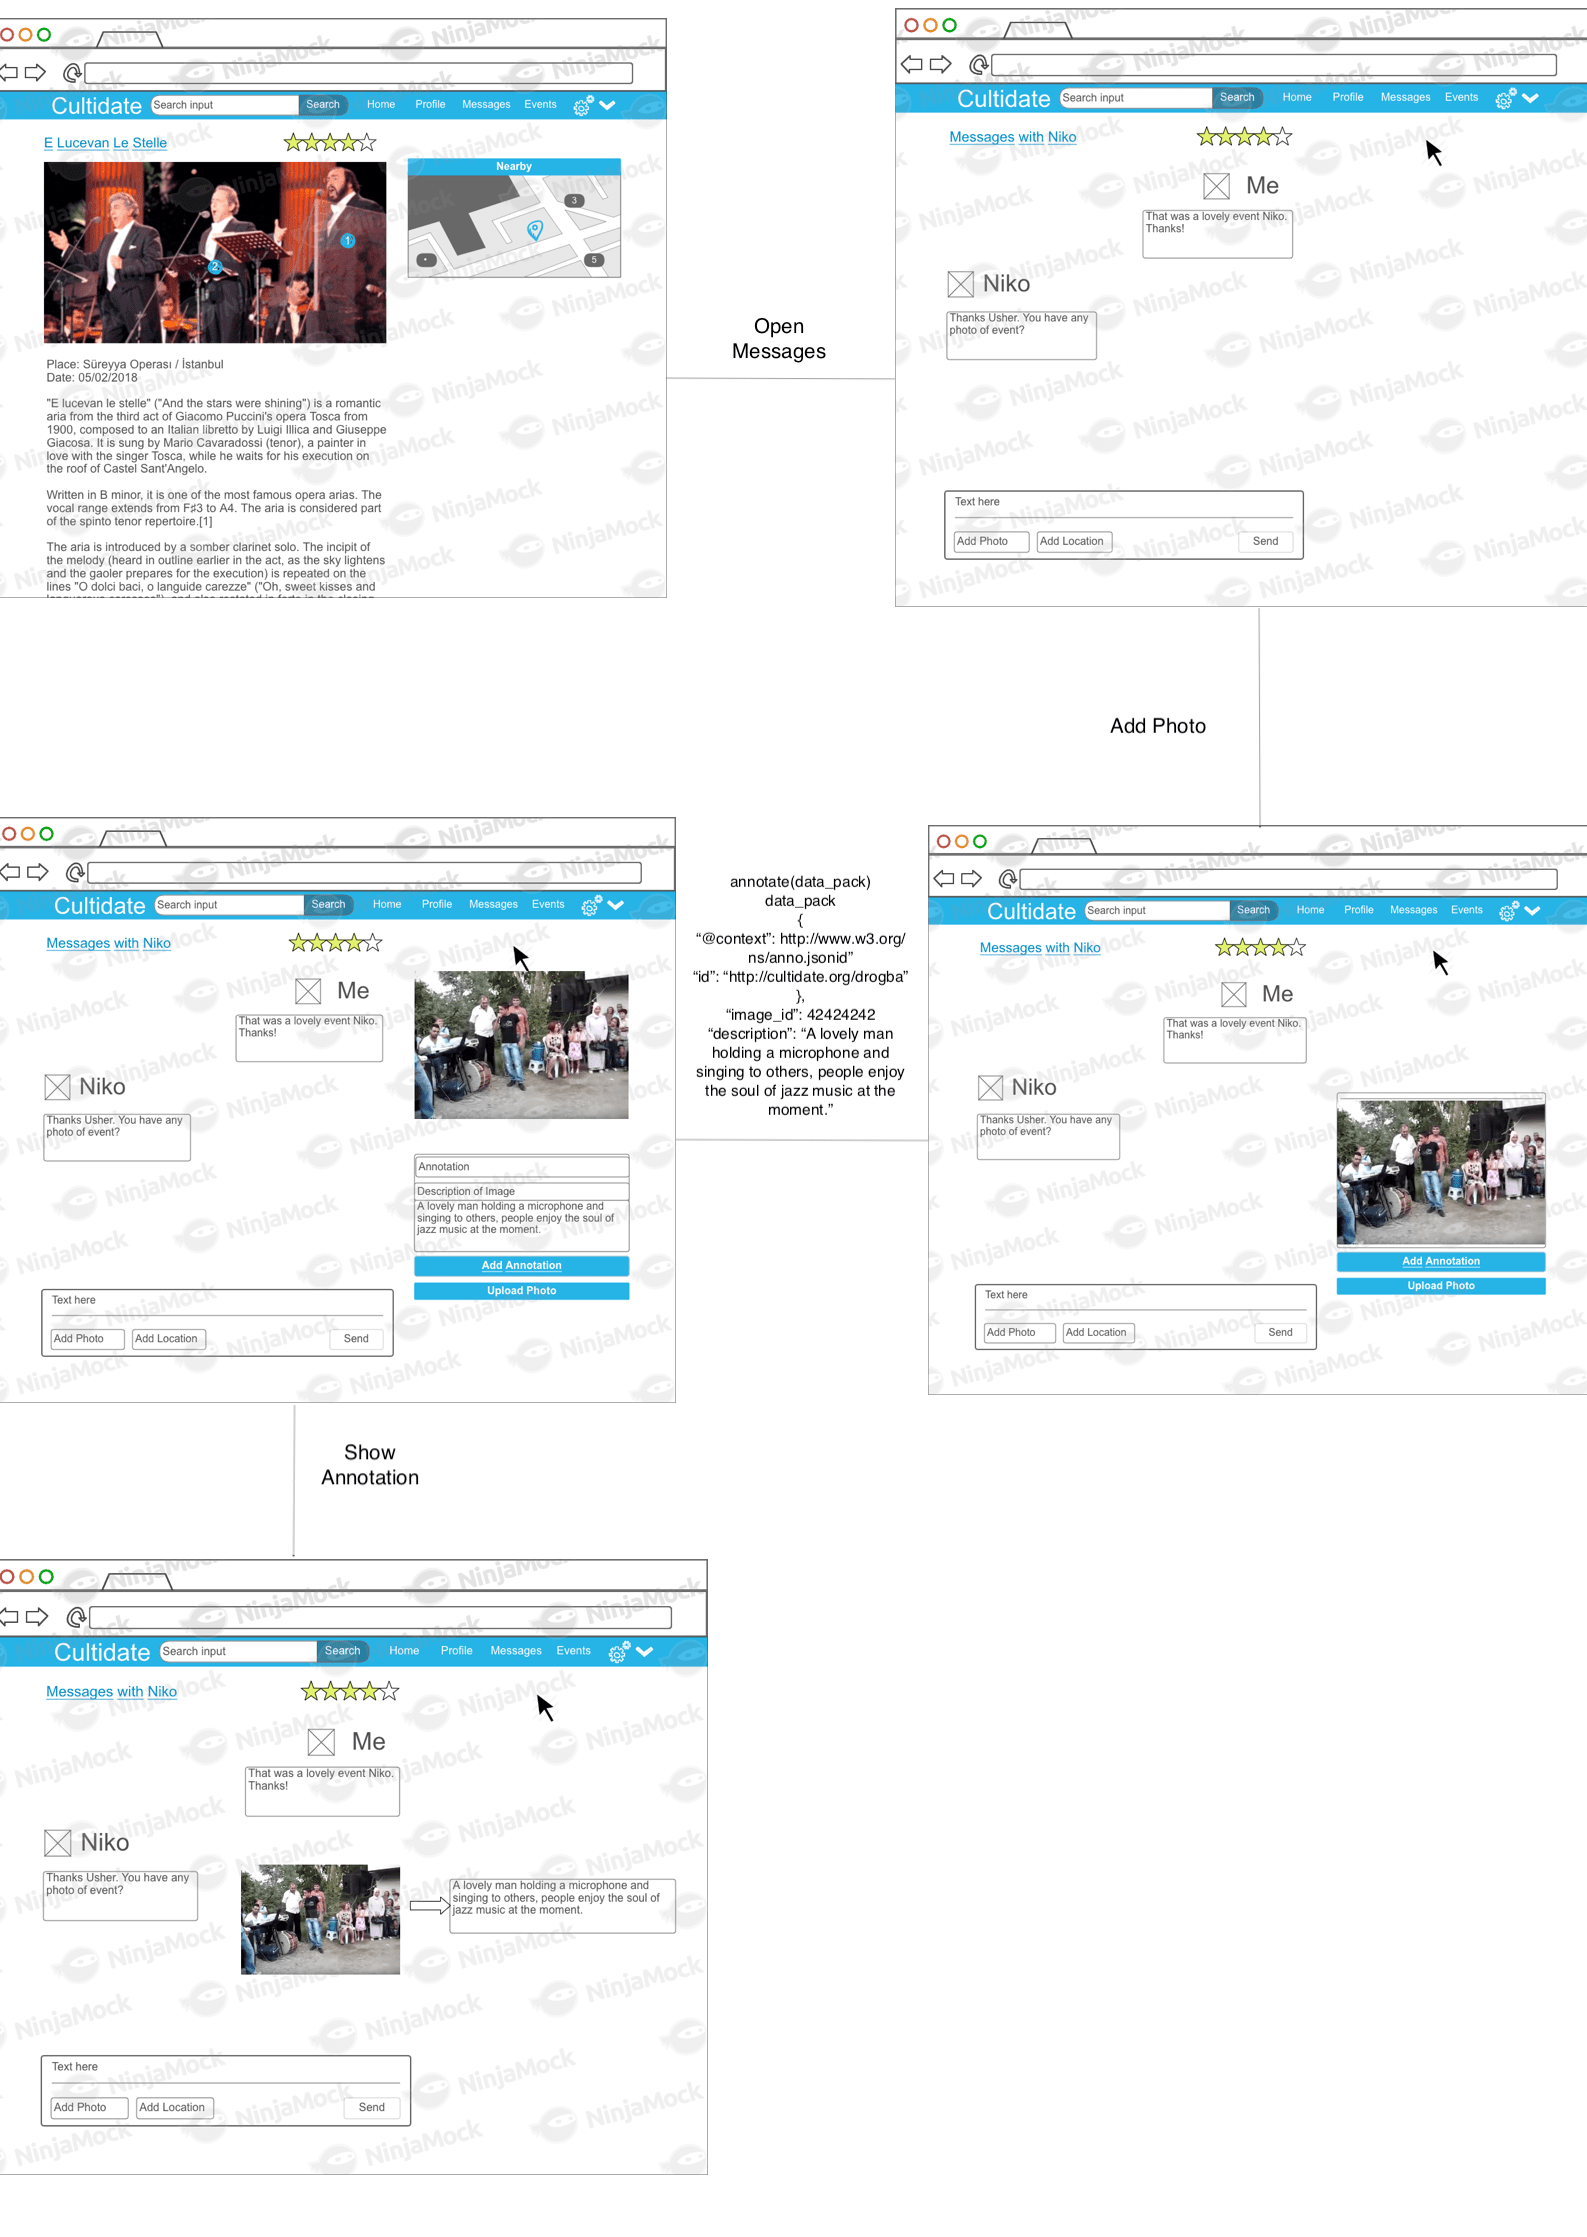 Cultidate Search input Search Home Profile Messages Events
E Lucevan Le Stelle
Nearby
3
5
1
2
Place: Süreyya Operası / İstanbul
Date: 05/02/2018
"E lucevan le stelle" ("And the stars were shining") is a romantic
aria from the third act of Giacomo Puccini's opera Tosca from
1900, composed to an Italian libretto by Luigi Illica and Giuseppe
Giacosa. It is sung by Mario Cavaradossi (tenor), a painter in
love with the singer Tosca, while he waits for his execution on
the roof of Castel Sant'Angelo.
Written in B minor, it is one of the most famous opera arias. The
vocal range extends from F♯3 to A4. The aria is considered part
of the spinto tenor repertoire.[1]
The aria is introduced by a somber clarinet solo. The incipit of
the melody (heard in outline earlier in the act, as the sky lightens
and the gaoler prepares for the execution) is repeated on the
lines "O dolci baci, o languide carezze" ("Oh, sweet kisses and
Open
Messages
Cultidate Search input Search Home Profile Messages Events
Messages with Niko
Me
That was a lovely event Niko.
Thanks!
Niko
Thanks Usher. You have any
photo of event?
Text here
Add Photo Add Location Send
Add Photo
Cultidate Search input Search Home Profile Messages Events
Messages with Niko
Me
That was a lovely event Niko.
Thanks!
Niko
Thanks Usher. You have any
photo of event?
Annotation
Description of Image
A lovely man holding a microphone and
singing to others, people enjoy the soul of
jazz music at the moment.
Add Annotation
Upload Photo
Text here
Add Photo Add Location Send
annotate(data_pack)
data_pack
{
“@context”: http://www.w3.org/
ns/anno.jsonid”
“id”: “http://cultidate.org/drogba”
},
“image_id”: 42424242
“description”: “A lovely man
holding a microphone and
singing to others, people enjoy
the soul of jazz music at the
moment.”
Cultidate Search input Search Home Profile Messages Events
Messages with Niko
Me
That was a lovely event Niko.
Thanks!
Niko
Thanks Usher. You have any
photo of event?
Add Annotation
Upload Photo
Text here
Add Photo Add Location Send
Show
Annotation
Cultidate Search input Search Home Profile Messages Events
Messages with Niko
Me
That was a lovely event Niko.
Thanks!
Niko
Thanks Usher. You have any
photo of event?
A lovely man holding a microphone and
singing to others, people enjoy the soul of
jazz music at the moment.
Text here
Add Photo Add Location Send
NinjaMock